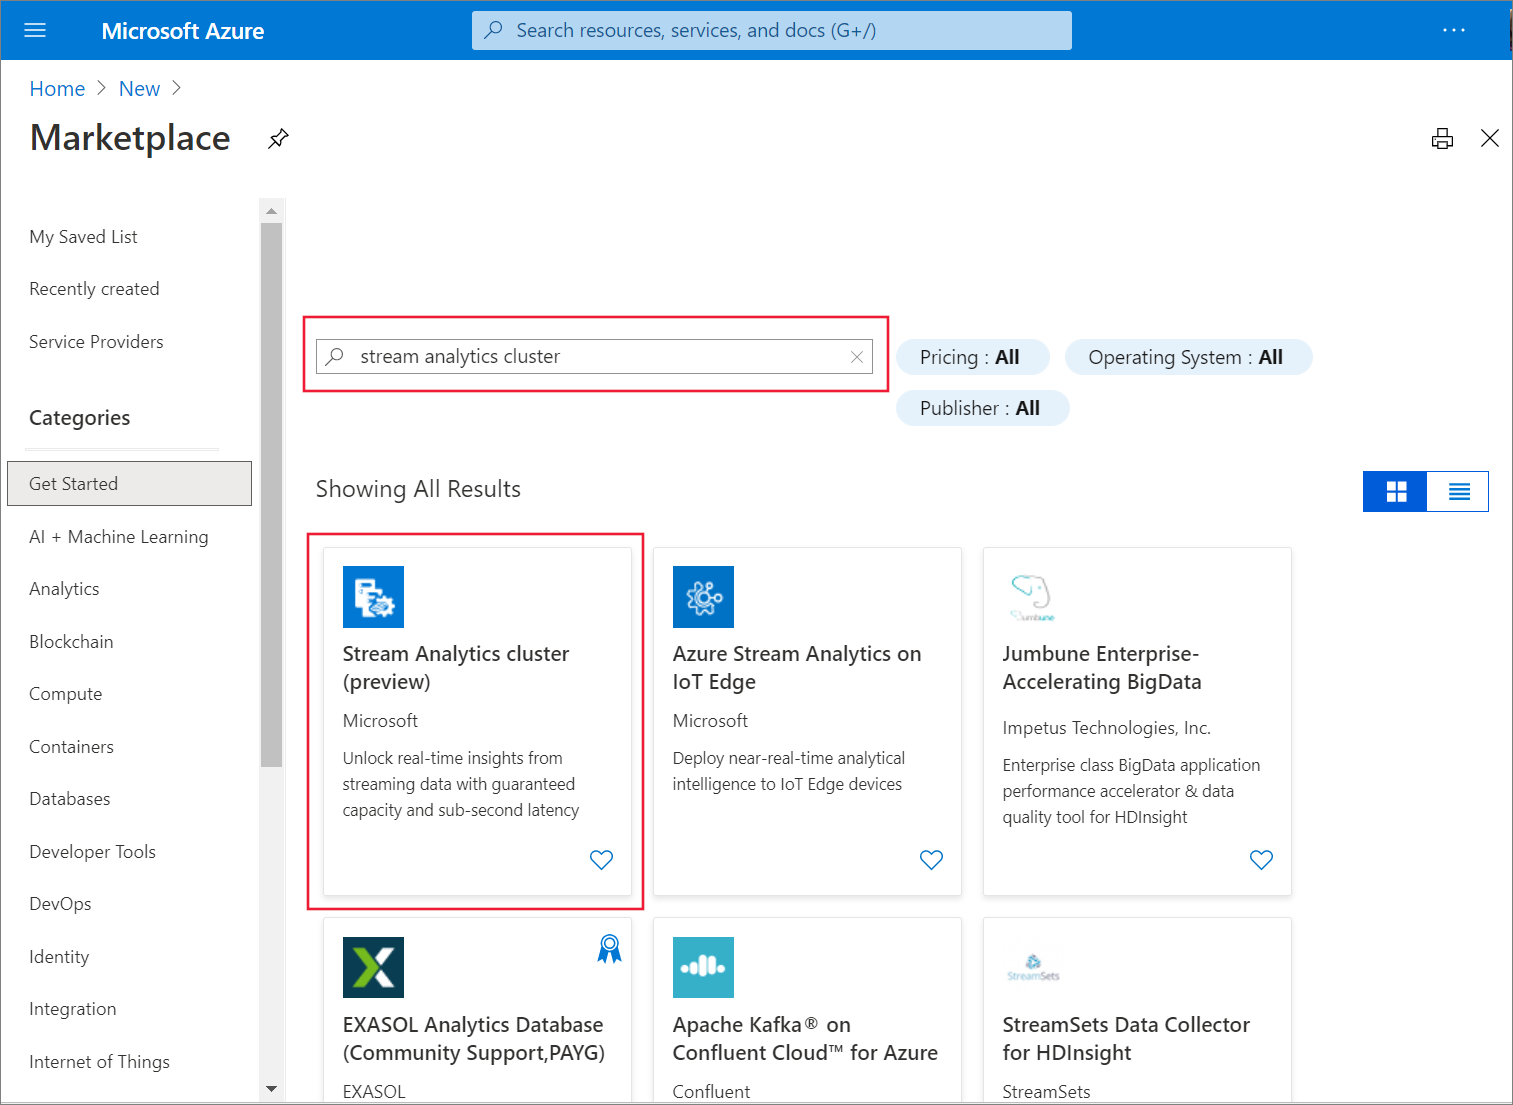 Microsoft Azure
Search resources, services, and docs (G+/)
Home > New >
Marketplace
My Saved List
Recently created
Service Providers
Categories
Get Started
AI + Machine Learning
Analytics
Blockchain
Compute
Containers
Databases
Developer Tools
DevOps
Identity
Integration
Internet of Things
stream analytics cluster
Pricing : All
Operating System : All
Publisher : All
Showing All Results
Stream Analytics cluster
(preview)
Microsoft
Unlock real-time insights from
streaming data with guaranteed
capacity and sub-second latency
Azure Stream Analytics on
IoT Edge
Microsoft
Deploy near-real-time analytical
intelligence to IoT Edge devices
Jumbune
Jumbune Enterprise-
Accelerating BigData
Impetus Technologies, Inc.
Enterprise class BigData application
performance accelerator & data
quality tool for HDInsight
EXASOL Analytics Database
(Community Support,PAYG)
EXASOL
Apache Kafka® on
Confluent Cloud™ for Azure
Confluent
StreamSets
StreamSets Data Collector
for HDInsight
StreamSets